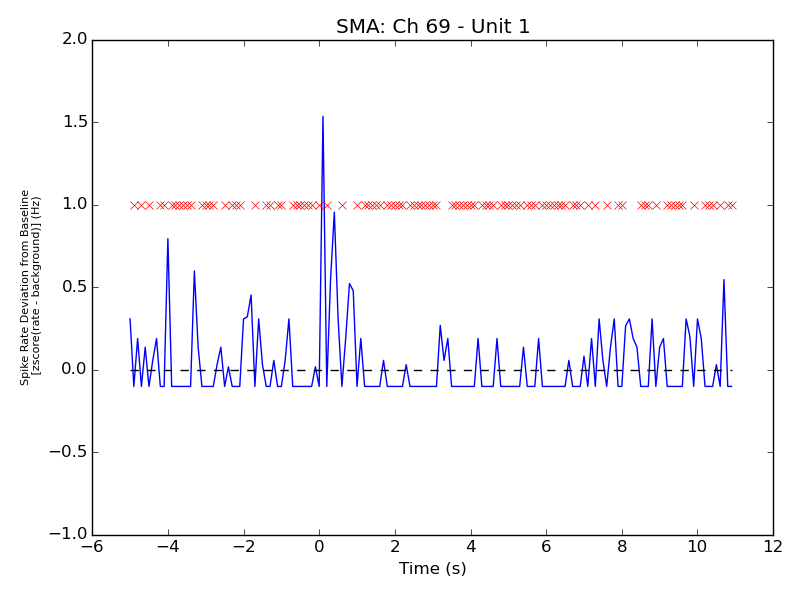 SMA: Ch 69 - Unit 1
2.0
1.5
1.0
0.5
0.0
−0.5
−1.0
Spike Rate Deviation from Baseline
[zscore(rate - background)] (Hz)
−6 −4 −2 0 2 4 6 8 10 12
Time (s)